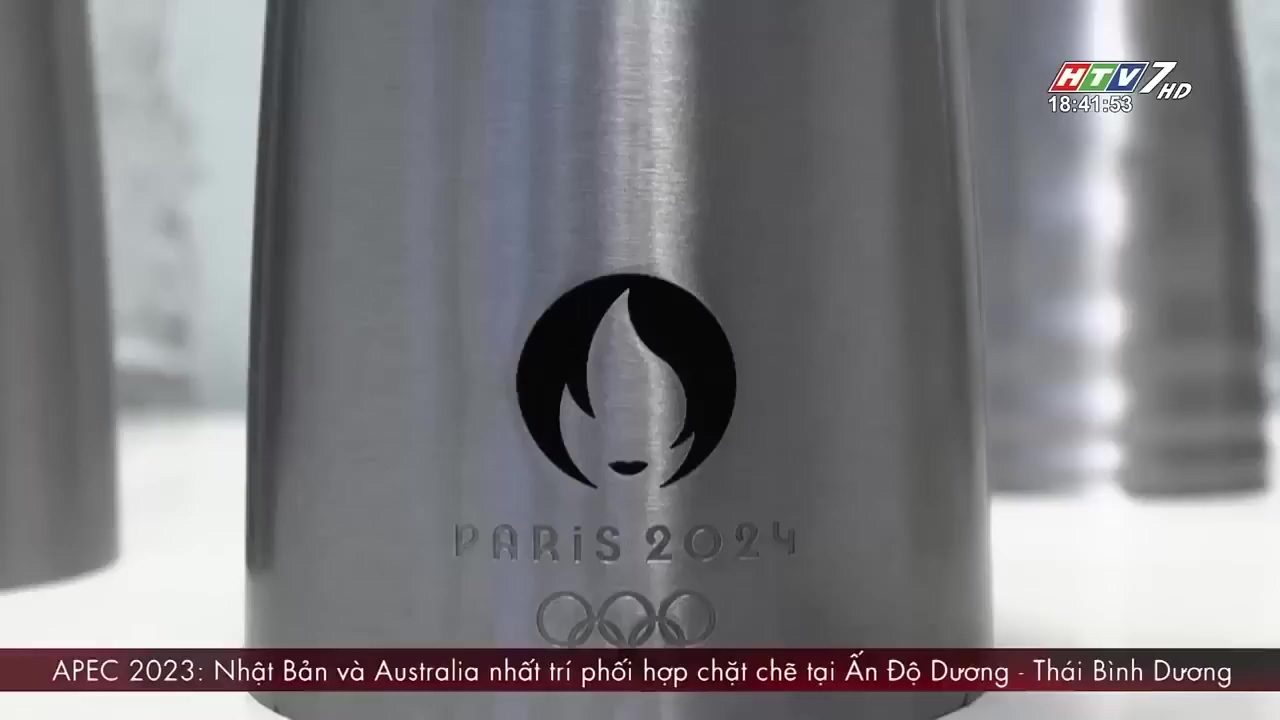 HTV7 HD
18:41:53
PARiS 2024
APEC 2023: Nhật Bản và Australia nhất trí phối hợp chặt chẽ tại Ấn Độ Dương - Thái Bình Dương